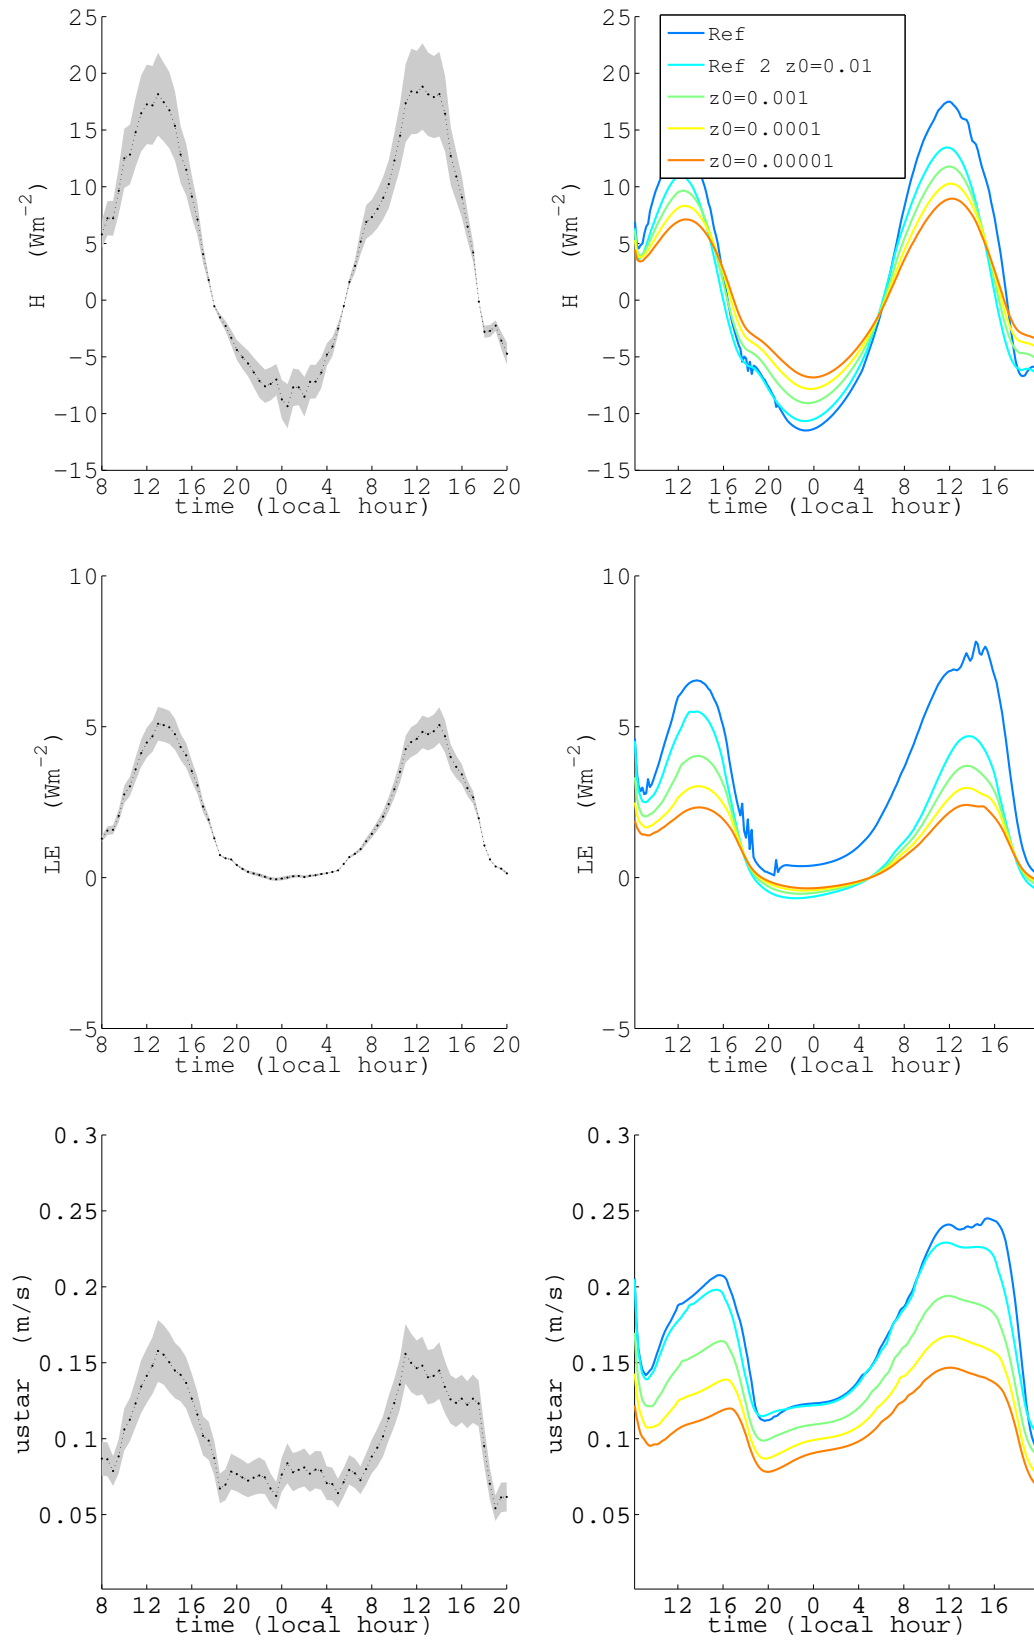 25
20
15
10
5
0
−5
−10
−15
H (Wm−2)
8 12 16 20 0 4 8 12 16 20
time (local hour)
25
20
15
10
5
0
−5
−10
−15
H (Wm−2)
12 16 20 0 4 8 12 16
time (local hour)
Ref
Ref 2 z0=0.01
z0=0.001
z0=0.0001
z0=0.00001
10
5
0
−5
LE (Wm−2)
8 12 16 20 0 4 8 12 16 20
time (local hour)
10
5
0
−5
LE (Wm−2)
12 16 20 0 4 8 12 16
time (local hour)
0.3
0.25
0.2
0.15
0.1
0.05
ustar (m/s)
8 12 16 20 0 4 8 12 16 20
time (local hour)
0.3
0.25
0.2
0.15
0.1
0.05
ustar (m/s)
12 16 20 0 4 8 12 16
time (local hour)